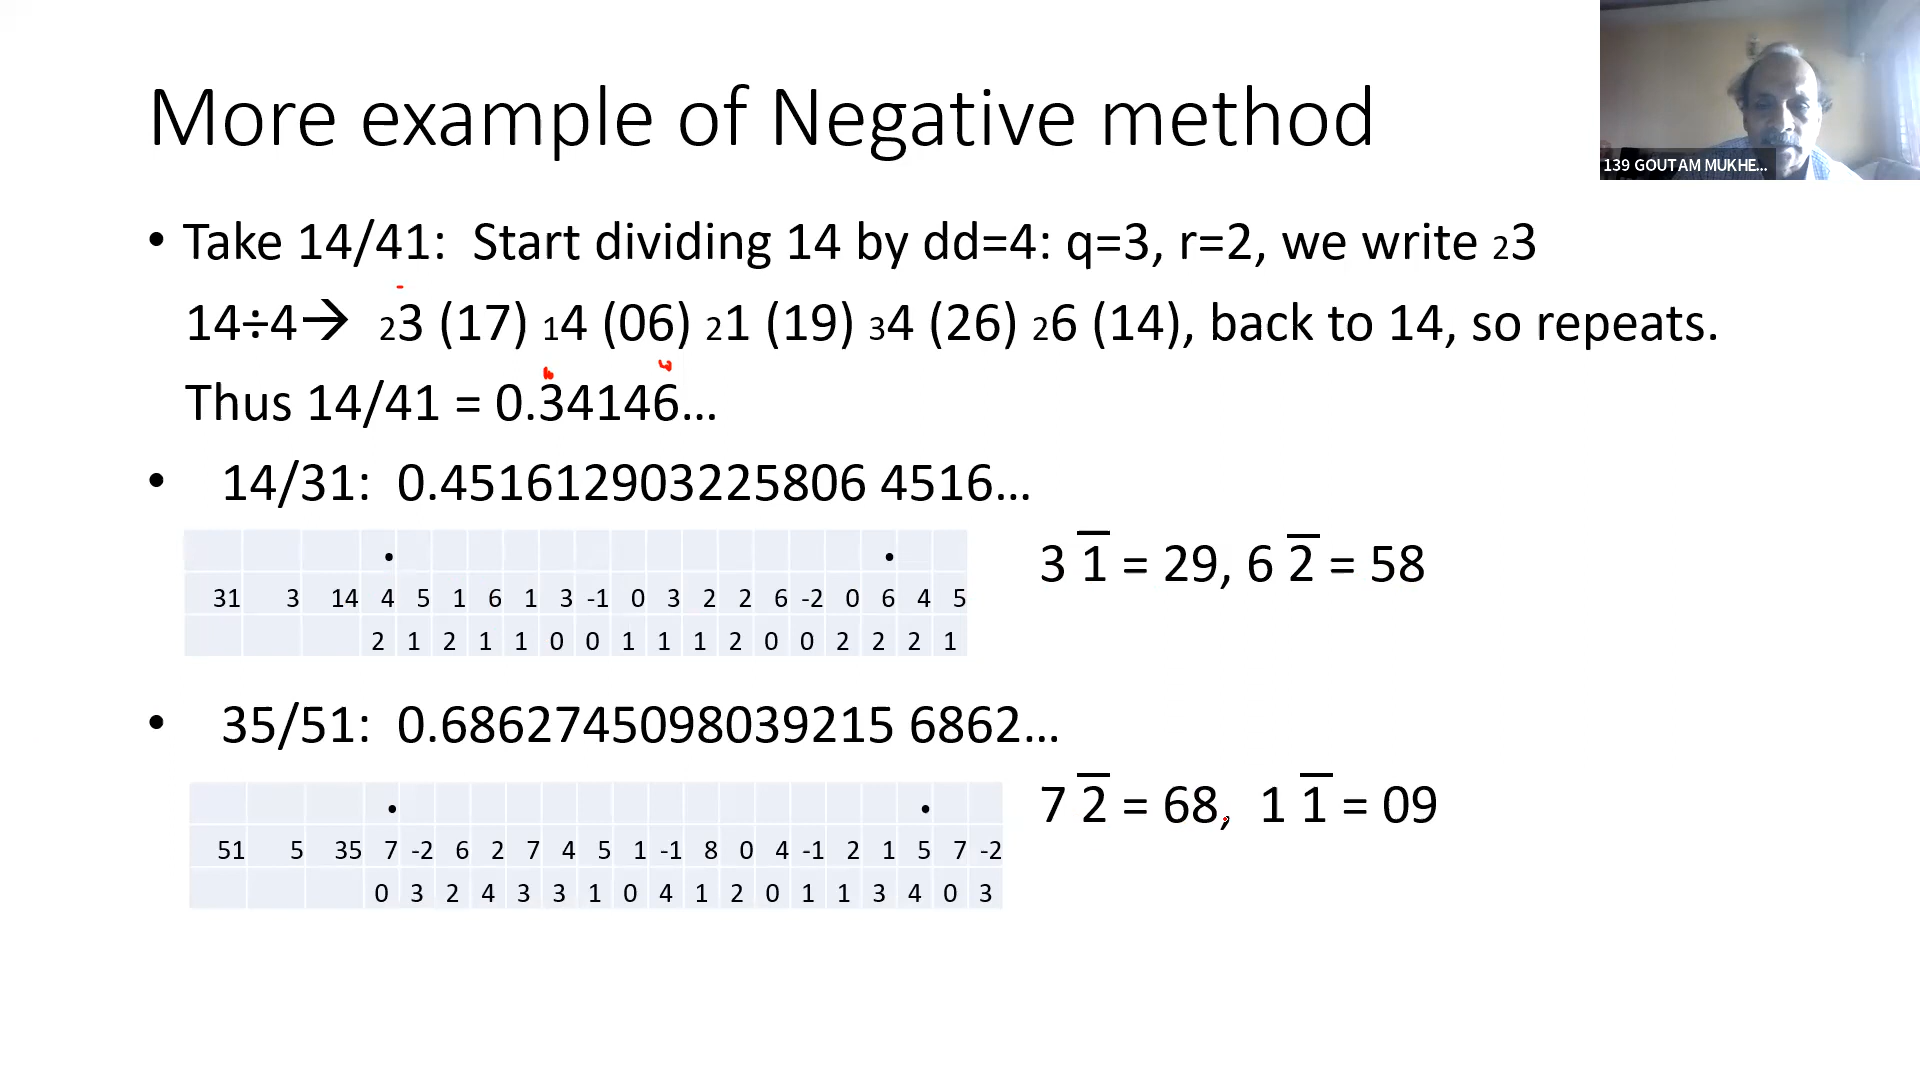 More example of Negative method
139 GOUTAM MUKHE...
• Take 14/41: Start dividing 14 by dd=4: q=3, r=2, we write ₂3
14÷4→ ₂3 (17) ₁4 (06) ₂1 (19) ₃4 (26) ₂6 (14), back to 14, so repeats.
Thus 14/41 = 0.34146...
• 14/31: 0.451612903225806 4516...
• •
31 3 14 4 5 1 6 1 3 -1 0 3 2 2 6 -2 0 6 4 5
2 1 2 1 1 0 0 1 1 1 2 0 0 2 2 2 1
3 1̅ = 29, 6 2̅ = 58
• 35/51: 0.6862745098039215 6862...
• •
51 5 35 7 -2 6 2 7 4 5 1 -1 8 0 4 -1 2 1 5 7 -2
0 3 2 4 3 3 1 0 4 1 2 0 1 1 3 4 0 3
7 2̅ = 68, 1 1̅ = 09